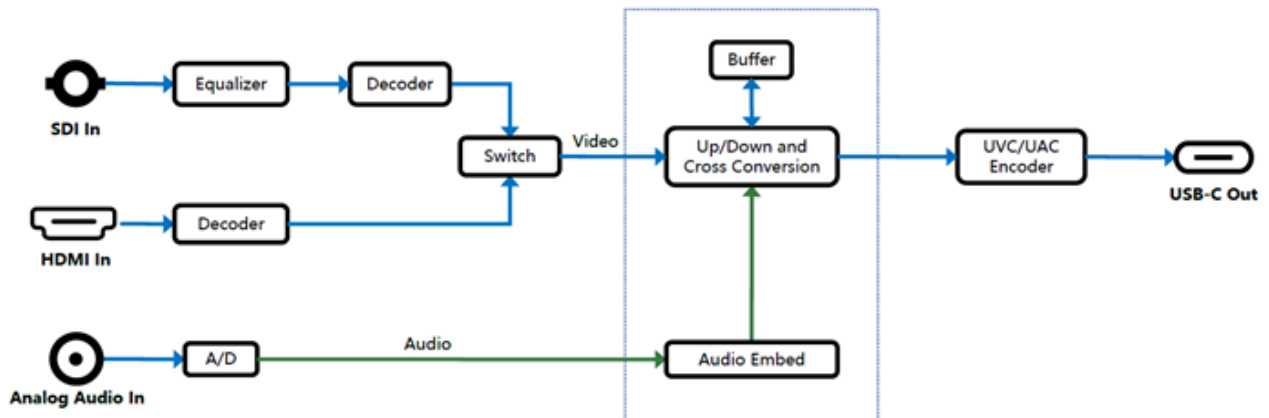 Buffer
Equalizer
Decoder
SDI In
Switch
Video
Up/Down and
Cross Conversion
UVC/UAC
Encoder
USB-C Out
Decoder
HDMI In
Audio
A/D
Audio Embed
Analog Audio In